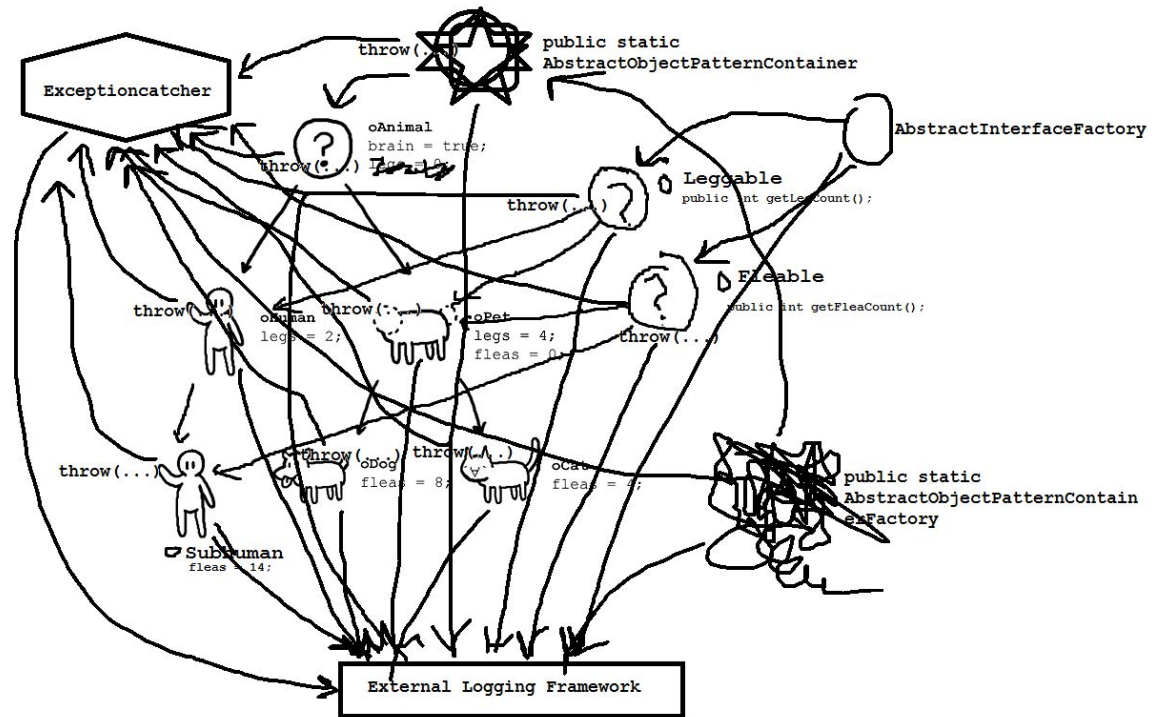 throw(...)
public static
AbstractObjectPatternContainer
Exceptioncatcher
oAnimal
brain = true;
legs = 0;
throw(...)
?
AbstractInterfaceFactory
Leggable
public int getLegCount();
throw(...)
?
Fleable
public int getFleaCount();
throw(...)
?
throw
oHuman
legs = 2;
throw(...)
oPet
legs = 4;
fleas = 0;
throw(...)
Subhuman
fleas = 14;
throw(...)
oDog
fleas = 8;
throw(...)
oCat
fleas = 4;
public static
AbstractObjectPatternContain
erFactory
External Logging Framework